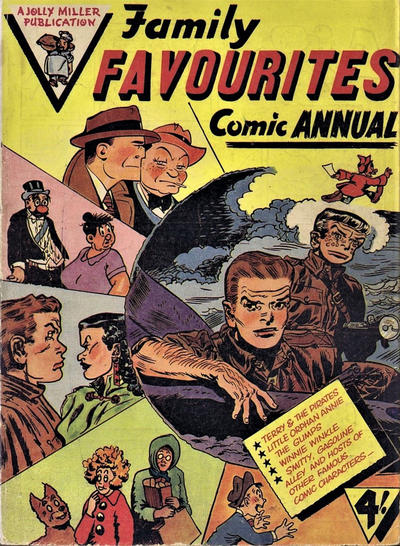 A JOLLY MILLER
PUBLICATION
Family
FAVOURITES
Comic ANNUAL
★ TERRY & THE PIRATES
★ LITTLE ORPHAN ANNIE
★ THE GUMPS
★ WINNIE WINKLE
★ SMITTY, GASOLINE
ALLEY AND HOSTS OF
OTHER FAMOUS
COMIC CHARACTERS —
4/-